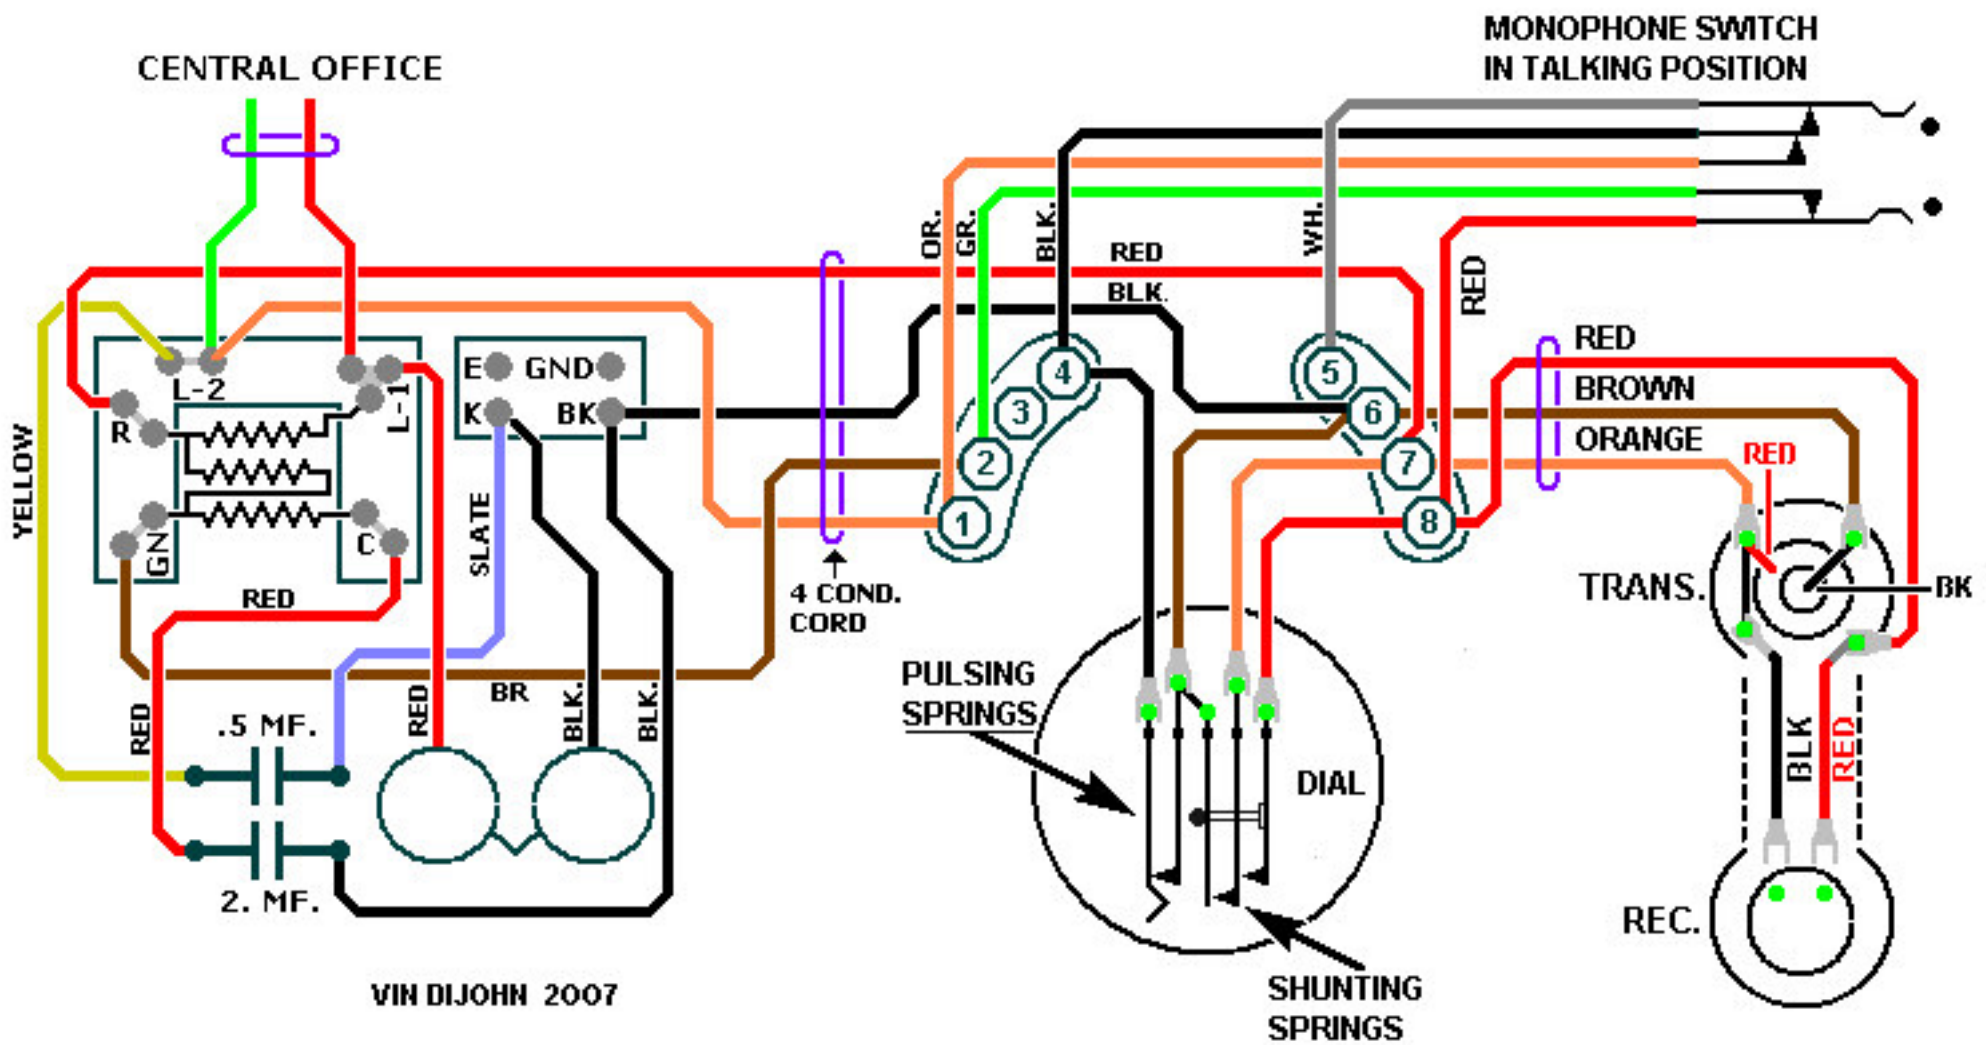 MONOPHONE SWITCH
IN TALKING POSITION
CENTRAL OFFICE
OR.
GR.
BLK.
WH.
RED
BLK.
RED
L-2
L-1
R
GN
C
E
GND
K
BK
YELLOW
SLATE
RED
4 COND.
CORD
1
2
3
4
5
6
7
8
RED
BROWN
ORANGE
RED
TRANS.
BK
BLK
RED
REC.
PULSING
SPRINGS
DIAL
SHUNTING
SPRINGS
BR
RED
RED
BLK.
BLK.
.5 MF.
2. MF.
VIN DIJOHN 2007